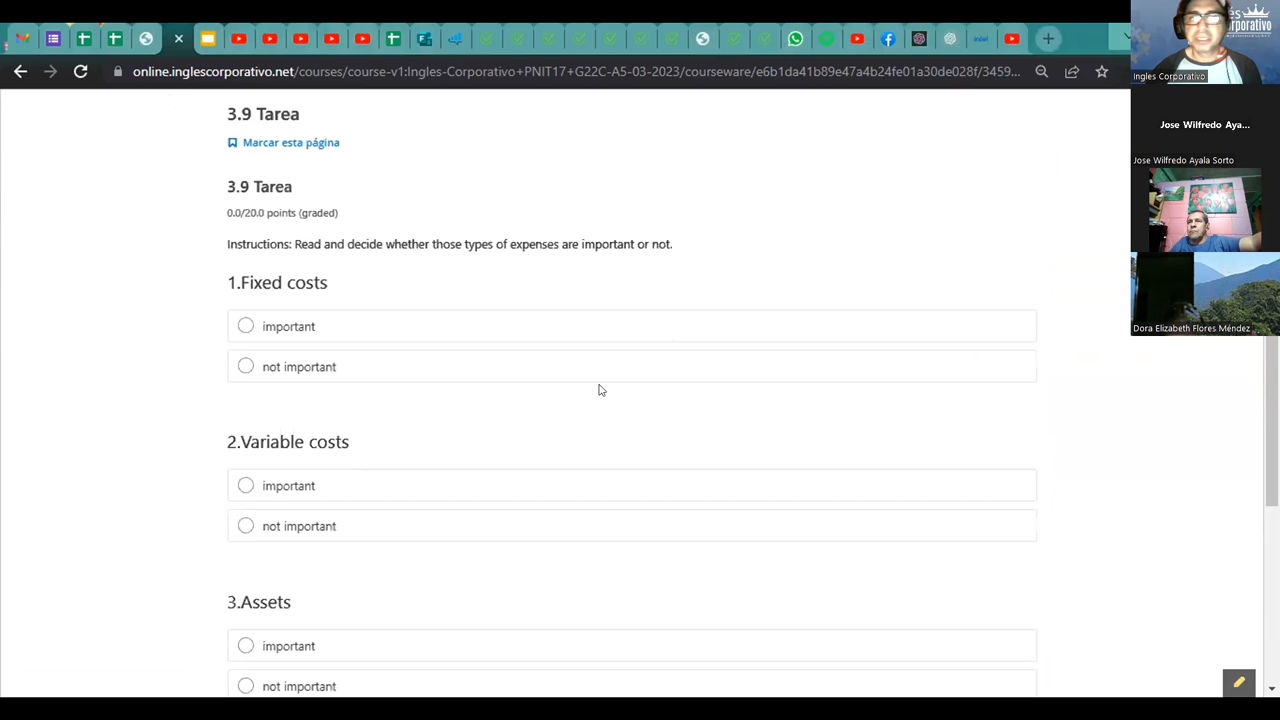 online.inglescorporativo.net/courses/course-v1:Ingles-Corporativo+PNIT17+G22C-A5-03-2023/courseware/e6b1da41b89e47a4b24fe01a30de028f/3459...
Ingles Corporativo
Jose Wilfredo Aya...
Jose Wilfredo Ayala Sorto
Dora Elizabeth Flores Méndez
3.9 Tarea
Marcar esta página
3.9 Tarea
0.0/20.0 points (graded)
Instructions: Read and decide whether those types of expenses are important or not.
1.Fixed costs
important
not important
2.Variable costs
important
not important
3.Assets
important
not important